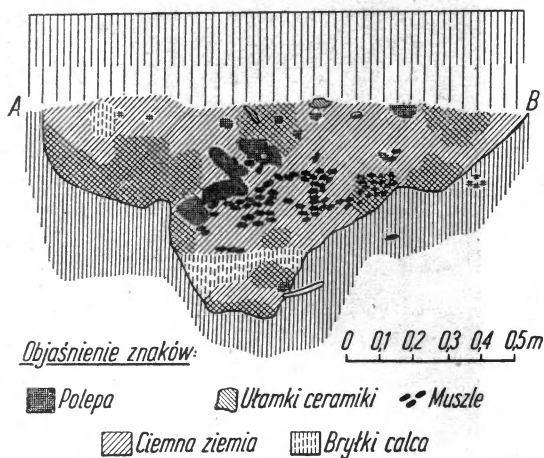 A B
0 0,1 0,2 0,3 0,4 0,5 m
Objaśnienie znaków:
Polepa Ułamki ceramiki Muszle
Ciemna ziemia Bryłki calca